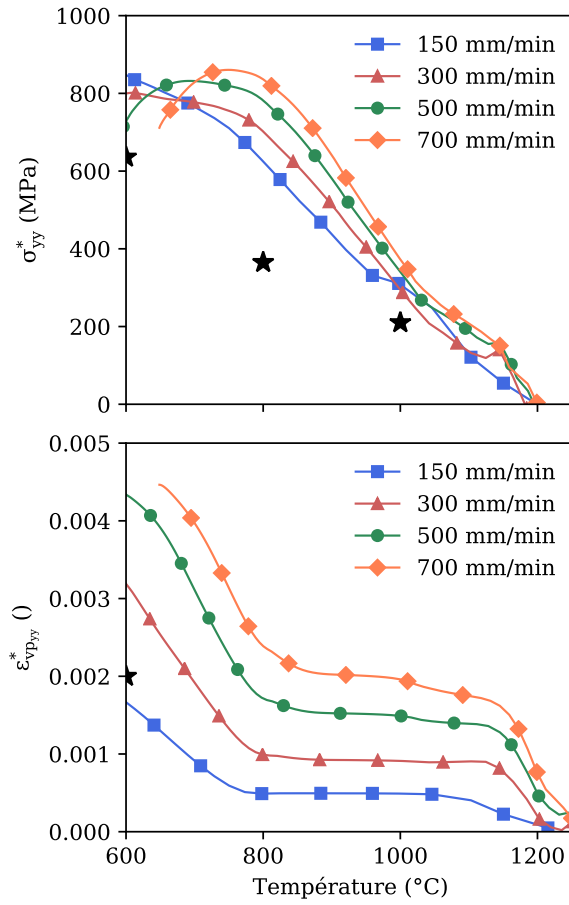 1000
800
600
400
200
0
σ*yy (MPa)
150 mm/min
300 mm/min
500 mm/min
700 mm/min
0.005
0.004
0.003
0.002
0.001
0.000
ε*vpyy ()
150 mm/min
300 mm/min
500 mm/min
700 mm/min
600 800 1000 1200
Température (°C)